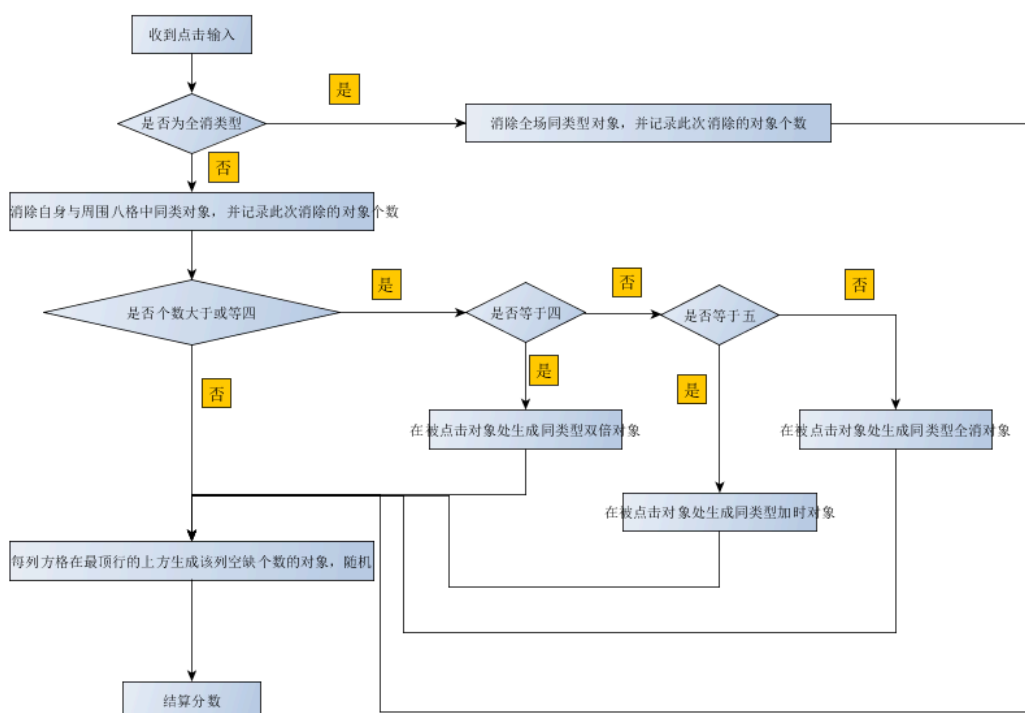 收到点击输入
是
是否为全消类型
消除全场同类型对象，并记录此次消除的对象个数
否
消除自身与周围八格中同类对象，并记录此次消除的对象个数
是
否
否
是否个数大于或等四
是否等于四
是否等于五
是
是
否
在被点击对象处生成同类型双倍对象
在被点击对象处生成同类型全消对象
在被点击对象处生成同类型加时对象
每列方格在最顶行的上方生成该列空缺个数的对象，随机
结算分数